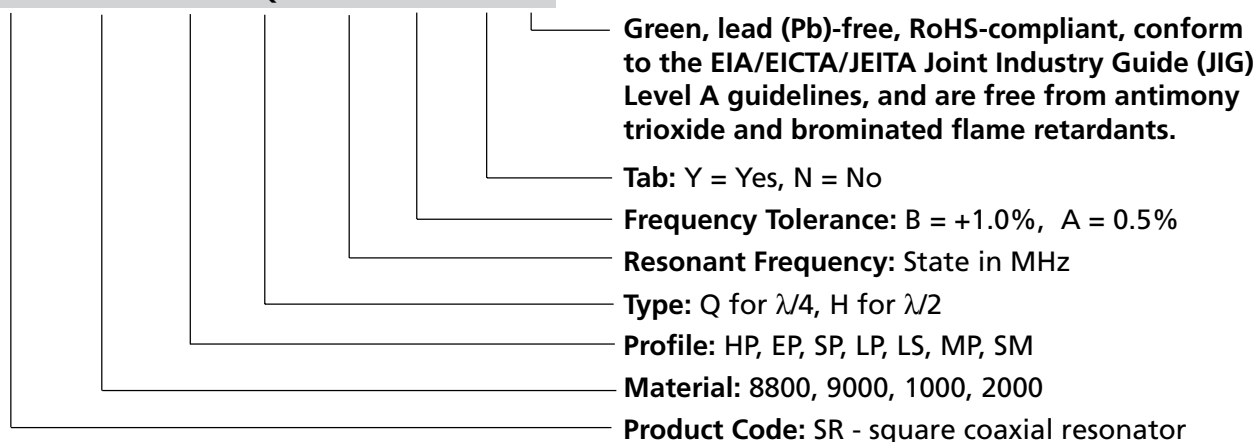 Green, lead (Pb)-free, RoHS-compliant, conform
to the EIA/EICTA/JEITA Joint Industry Guide (JIG)
Level A guidelines, and are free from antimony
trioxide and brominated flame retardants.
Tab: Y = Yes, N = No
Frequency Tolerance: B = +1.0%, A = 0.5%
Resonant Frequency: State in MHz
Type: Q for λ/4, H for λ/2
Profile: HP, EP, SP, LP, LS, MP, SM
Material: 8800, 9000, 1000, 2000
Product Code: SR - square coaxial resonator